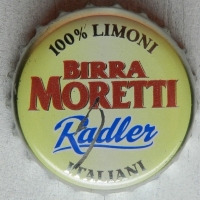 100% LIMONI
BIRRA
MORETTI
Radler
ITALIANI